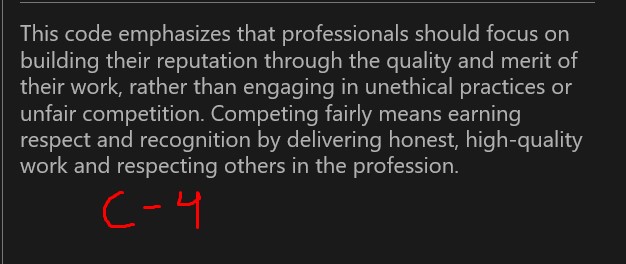 This code emphasizes that professionals should focus on
building their reputation through the quality and merit of
their work, rather than engaging in unethical practices or
unfair competition. Competing fairly means earning
respect and recognition by delivering honest, high-quality
work and respecting others in the profession.
C-4